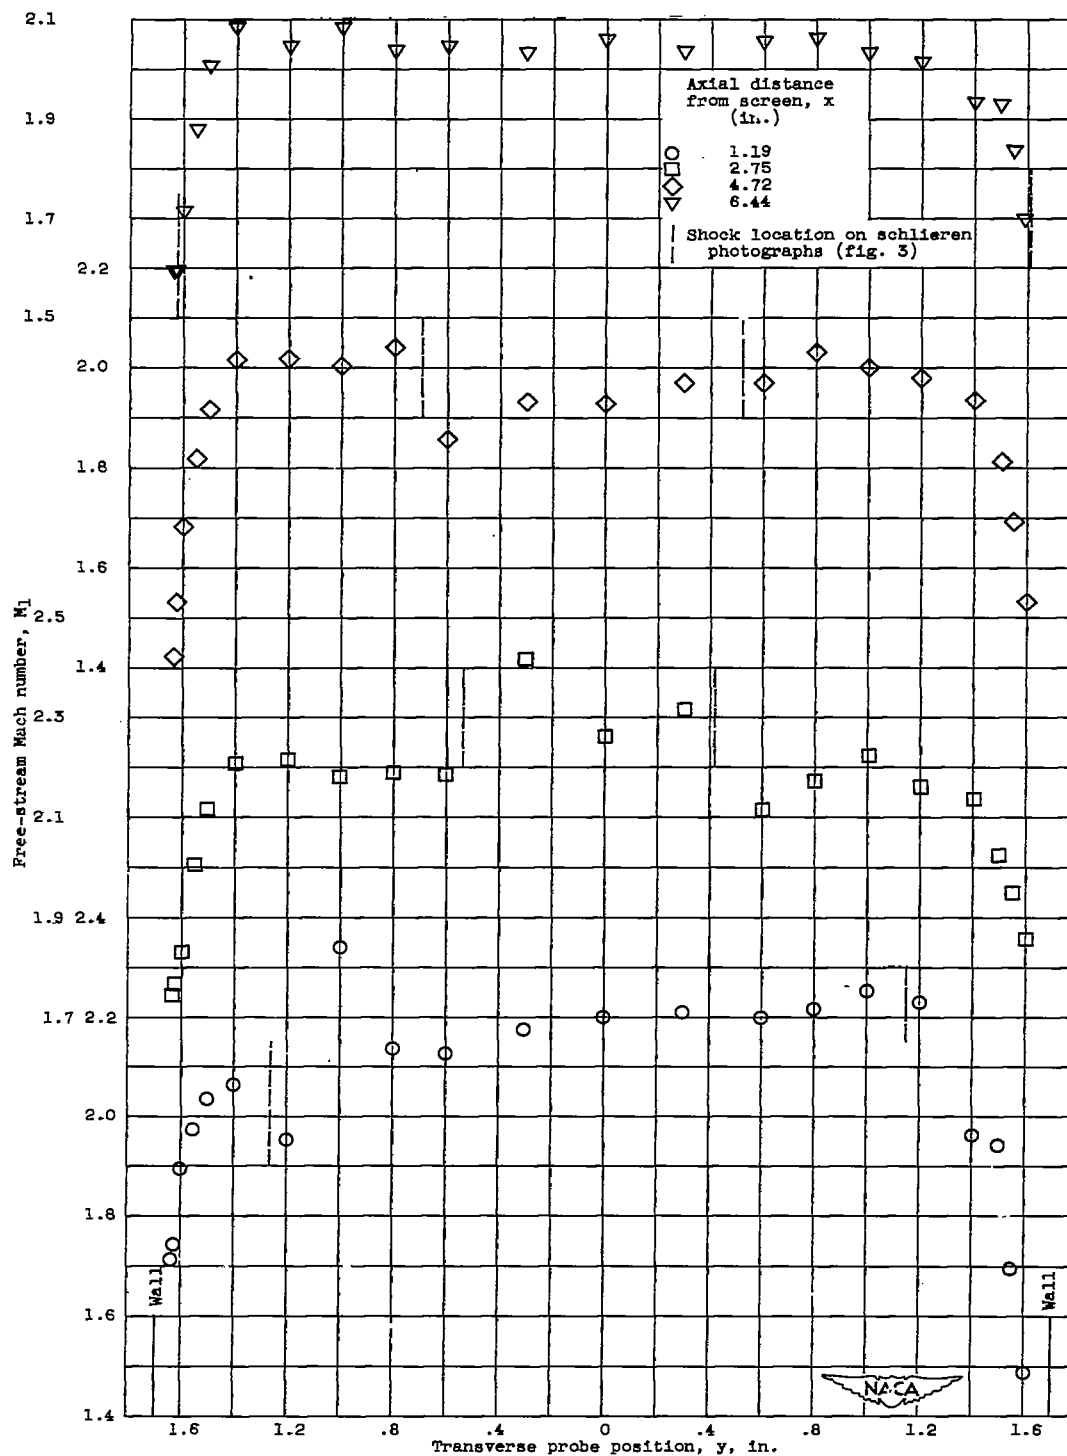 2.1
Axial distance
from screen, x
(in.)
1.9
1.19
2.75
4.72
6.44
1.7
Shock location on schlieren
photographs (fig. 3)
2.2
1.5
2.0
1.8
1.6
2.5
1.4
2.3
2.1
1.9 2.4
1.7 2.2
2.0
1.8
1.6
1.4
Free-stream Mach number, M1
Wall
Wall
NACA
1.6 1.2 .8 .4 0 .4 .8 1.2 1.6
Transverse probe position, y, in.